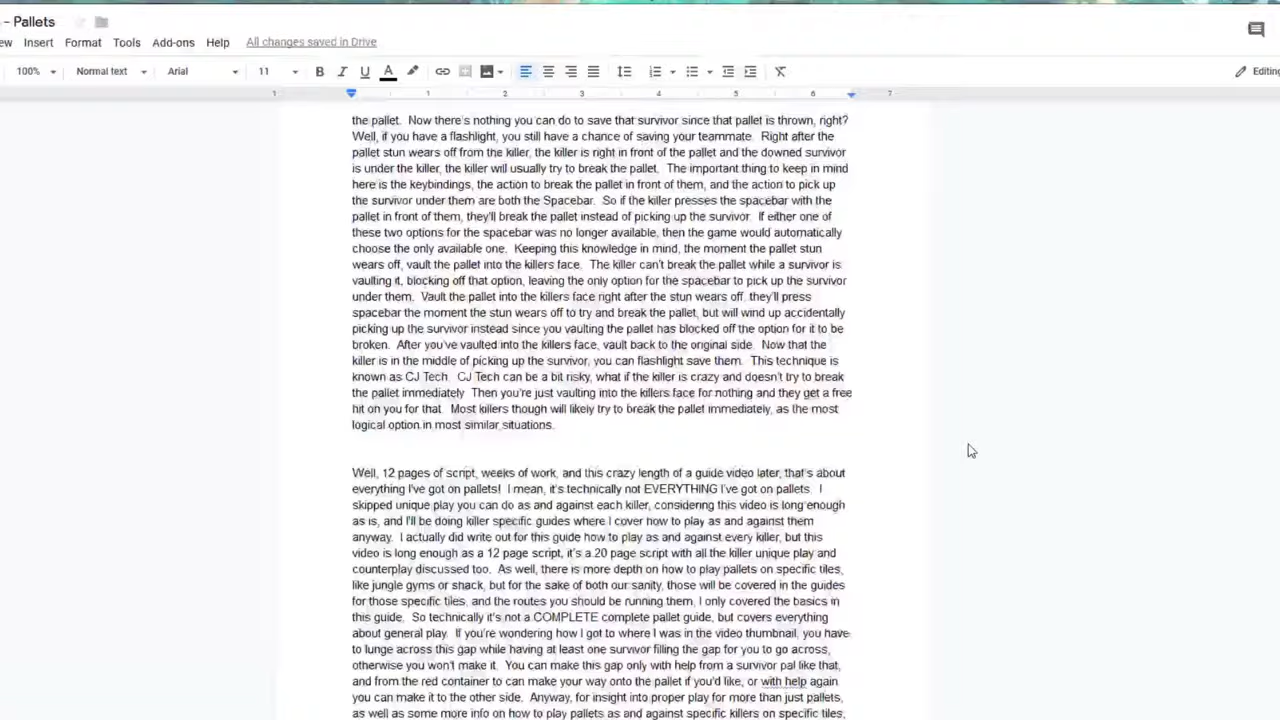 - Pallets
ew Insert Format Tools Add-ons Help All changes saved in Drive
100% Normal text Arial 11 B I U A Editing
1 1 2 3 4 5 6 7
the pallet. Now there's nothing you can do to save that survivor since that pallet is thrown, right?
Well, if you have a flashlight, you still have a chance of saving your teammate. Right after the
pallet stun wears off from the killer, the killer is right in front of the pallet and the downed survivor
is under the killer, the killer will usually try to break the pallet. The important thing to keep in mind
here is the keybindings, the action to break the pallet in front of them, and the action to pick up
the survivor under them are both the Spacebar. So if the killer presses the spacebar with the
pallet in front of them, they'll break the pallet instead of picking up the survivor. If either one of
these two options for the spacebar was no longer available, then the game would automatically
choose the only available one. Keeping this knowledge in mind, the moment the pallet stun
wears off, vault the pallet into the killers face. The killer can't break the pallet while a survivor is
vaulting it, blocking off that option, leaving the only option for the spacebar to pick up the survivor
under them. Vault the pallet into the killers face right after the stun wears off, they'll press
spacebar the moment the stun wears off to try and break the pallet, but will wind up accidentally
picking up the survivor instead since you vaulting the pallet has blocked off the option for it to be
broken. After you've vaulted into the killers face, vault back to the original side. Now that the
killer is in the middle of picking up the survivor, you can flashlight save them. This technique is
known as CJ Tech. CJ Tech can be a bit risky, what if the killer is crazy and doesn't try to break
the pallet immediately Then you're just vaulting into the killers face for nothing and they get a free
hit on you for that. Most killers though will likely try to break the pallet immediately, as the most
logical option in most similar situations.
Well, 12 pages of script, weeks of work, and this crazy length of a guide video later, that's about
everything I've got on pallets! I mean, it's technically not EVERYTHING I've got on pallets. I
skipped unique play you can do as and against each killer, considering this video is long enough
as is, and I'll be doing killer specific guides where I cover how to play as and against them
anyway. I actually did write out for this guide how to play as and against every killer, but this
video is long enough as a 12 page script, it's a 20 page script with all the killer unique play and
counterplay discussed too. As well, there is more depth on how to play pallets on specific tiles,
like jungle gyms or shack, but for the sake of both our sanity, those will be covered in the guides
for those specific tiles, and the routes you should be running them, I only covered the basics in
this guide. So technically it's not a COMPLETE complete pallet guide, but covers everything
about general play. If you're wondering how I got to where I was in the video thumbnail, you have
to lunge across this gap while having at least one survivor filling the gap for you to go across,
otherwise you won't make it. You can make this gap only with help from a survivor pal like that,
and from the red container to can make your way onto the pallet if you'd like, or with help again
you can make it to the other side. Anyway, for insight into proper play for more than just pallets,
as well as some more info on how to play pallets as and against specific killers on specific tiles,